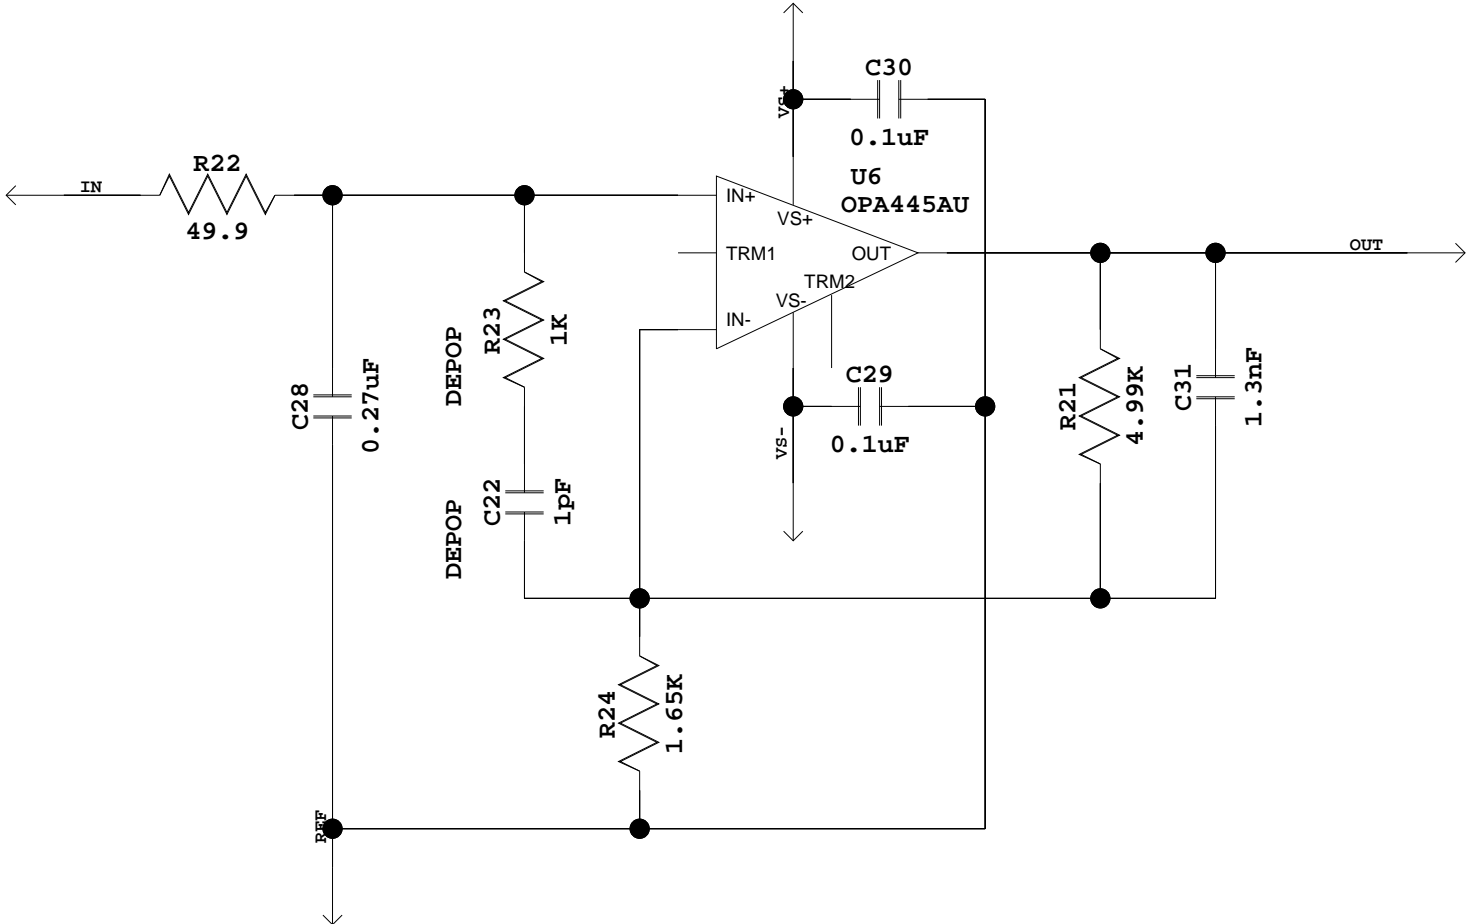 C30
VS+
0.1uF
R22
IN
49.9
U6
OPA445AU
IN+
VS+
TRM1
OUT
OUT
TRM2
VS-
IN-
R23
1K
DEPOP
C28
0.27uF
C29
0.1uF
VS-
R21
4.99K
C31
1.3nF
C22
1pF
DEPOP
R24
1.65K
REF